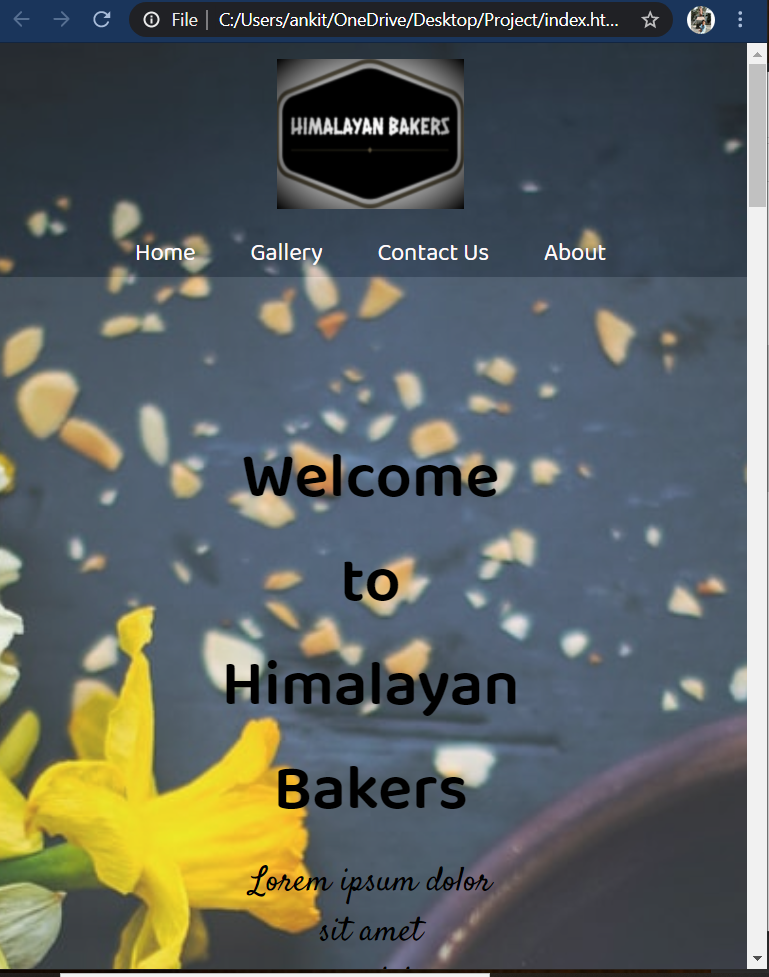 File | C:/Users/ankit/OneDrive/Desktop/Project/index.ht...
HIMALAYAN BAKERS
Home Gallery Contact Us About
Welcome
to
Himalayan
Bakers
Lorem ipsum dolor
sit amet